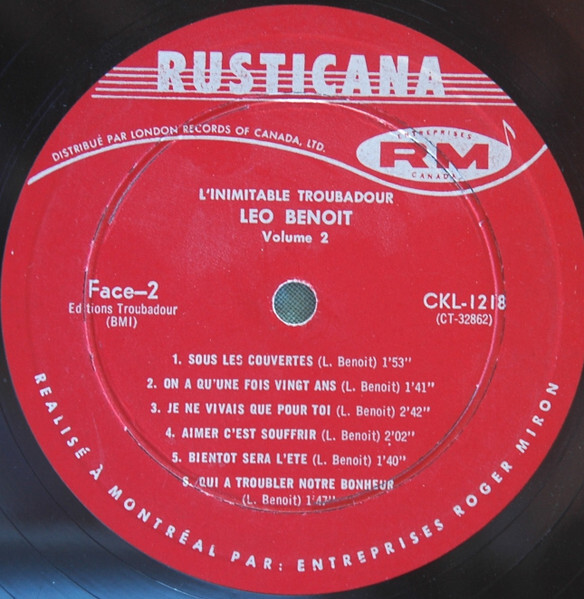 RUSTICANA
DISTRIBUÉ PAR LONDON RECORDS OF CANADA, LTD.
ENTREPRISES
RM
CANADA
L'INIMITABLE TROUBADOUR
LEO BENOIT
Volume 2
Face—2
Editions Troubadour
(BMI)
CKL-1218
(CT-32862)
1. SOUS LES COUVERTES (L. Benoit) 1'53"
2. ON A QU'UNE FOIS VINGT ANS (L. Benoit) 1'41"
3. JE NE VIVAIS QUE POUR TOI (L. Benoit) 2'42"
4. AIMER C'EST SOUFFRIR (L. Benoit) 2'02"
5. BIENTOT SERA L'ETE (L. Benoit) 1'40"
8. QUI A TROUBLER NOTRE BONHEUR
(L. Benoit) 1'47"
REALISÉ À MONTRÉAL PAR: ENTREPRISES ROGER MIRON